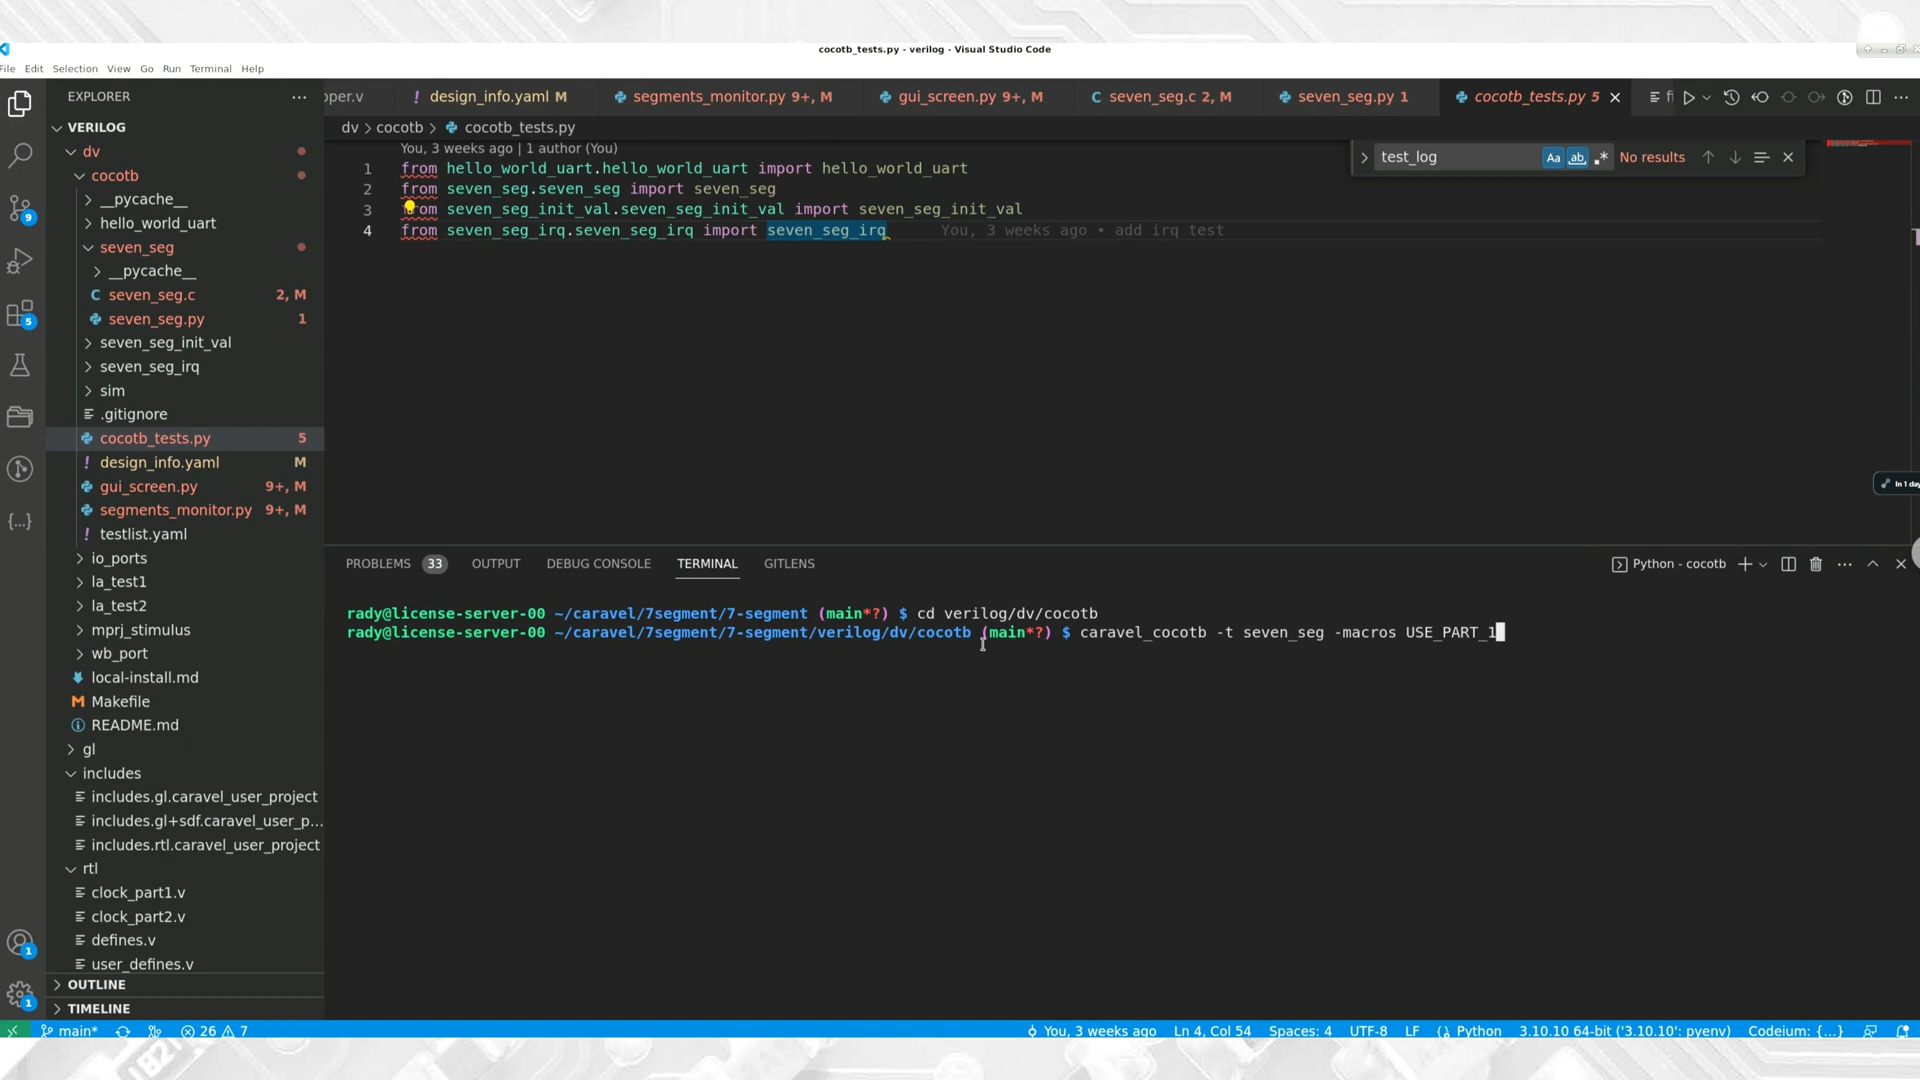 cocotb_tests.py - verilog - Visual Studio Code
File Edit Selection View Go Run Terminal Help
EXPLORER
VERILOG
dv
cocotb
__pycache__
hello_world_uart
seven_seg
__pycache__
C seven_seg.c 2, M
seven_seg.py 1
seven_seg_init_val
seven_seg_irq
sim
.gitignore
cocotb_tests.py 5
! design_info.yaml M
gui_screen.py 9+, M
segments_monitor.py 9+, M
! testlist.yaml
io_ports
la_test1
la_test2
mprj_stimulus
wb_port
local-install.md
M Makefile
README.md
gl
includes
includes.gl.caravel_user_project
includes.gl+sdf.caravel_user_p...
includes.rtl.caravel_user_project
rtl
clock_part1.v
clock_part2.v
defines.v
user_defines.v
OUTLINE
TIMELINE
pper.v ! design_info.yaml M segments_monitor.py 9+, M gui_screen.py 9+, M C seven_seg.c 2, M seven_seg.py 1 cocotb_tests.py 5
dv > cocotb > cocotb_tests.py
You, 3 weeks ago | 1 author (You)
1 from hello_world_uart.hello_world_uart import hello_world_uart
2 from seven_seg.seven_seg import seven_seg
3 from seven_seg_init_val.seven_seg_init_val import seven_seg_init_val
4 from seven_seg_irq.seven_seg_irq import seven_seg_irq You, 3 weeks ago • add irq test
test_log Aa ab .* No results
In 1 day
PROBLEMS 33 OUTPUT DEBUG CONSOLE TERMINAL GITLENS
Python - cocotb
rady@license-server-00 ~/caravel/7segment/7-segment (main*?) $ cd verilog/dv/cocotb
rady@license-server-00 ~/caravel/7segment/7-segment/verilog/dv/cocotb (main*?) $ caravel_cocotb -t seven_seg -macros USE_PART_1
9
5
1
1
main* 26 7 You, 3 weeks ago Ln 4, Col 54 Spaces: 4 UTF-8 LF Python 3.10.10 64-bit ('3.10.10': pyenv) Codeium: {...}